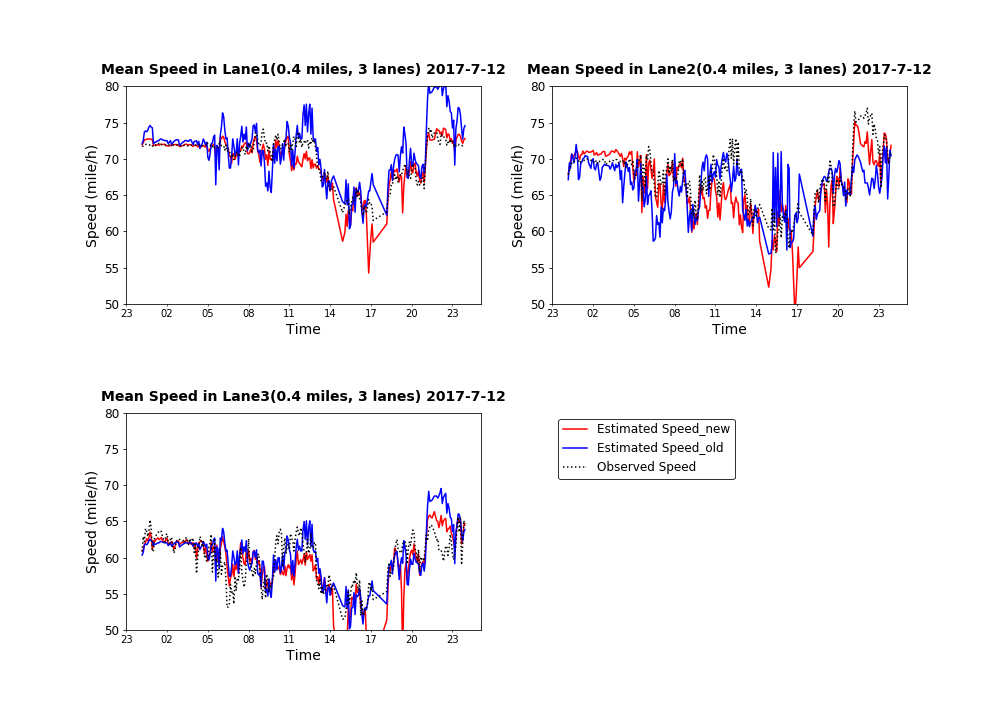 Mean Speed in Lane1(0.4 miles, 3 lanes) 2017-7-12
80
75
70
65
60
55
50
Speed (mile/h)
23 02 05 08 11 14 17 20 23
Time
Mean Speed in Lane2(0.4 miles, 3 lanes) 2017-7-12
80
75
70
65
60
55
50
Speed (mile/h)
23 02 05 08 11 14 17 20 23
Time
Mean Speed in Lane3(0.4 miles, 3 lanes) 2017-7-12
80
75
70
65
60
55
50
Speed (mile/h)
23 02 05 08 11 14 17 20 23
Time
Estimated Speed_new
Estimated Speed_old
Observed Speed